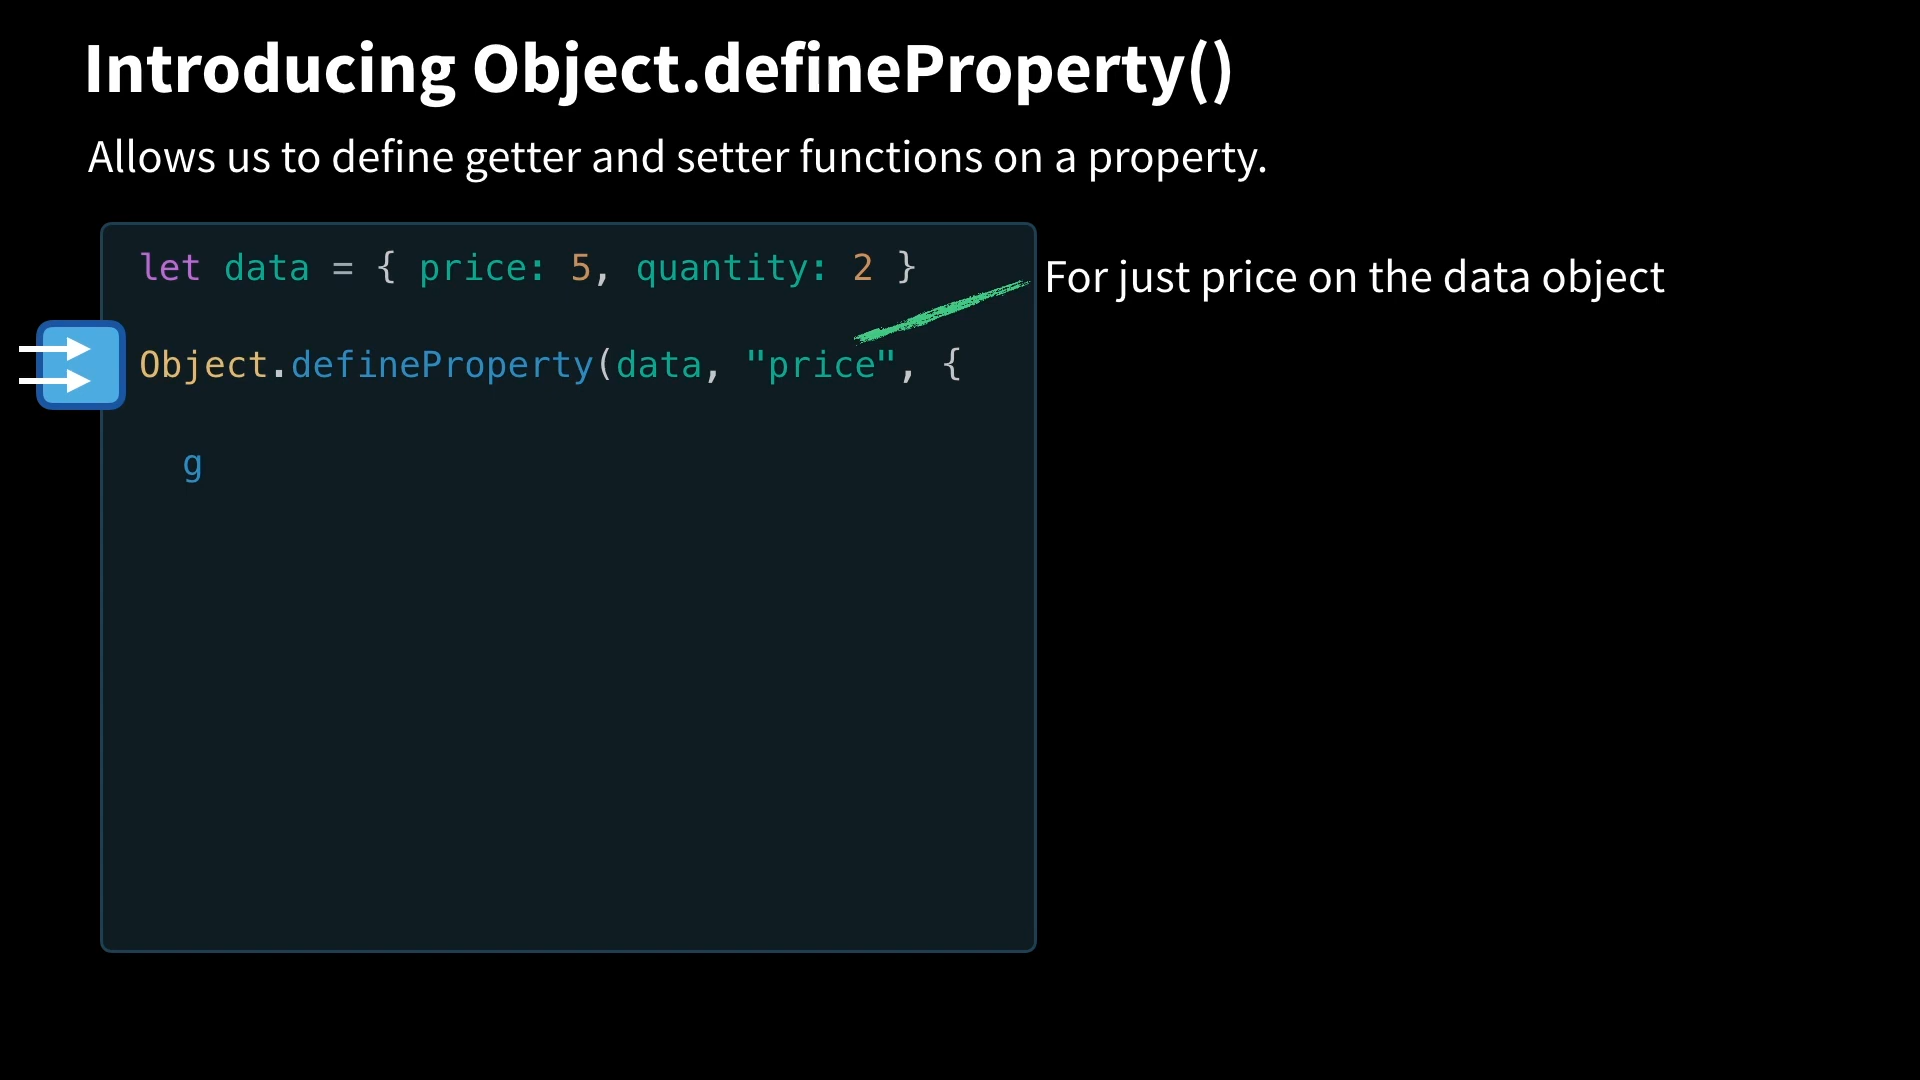 Introducing Object.defineProperty()
Allows us to define getter and setter functions on a property.
let data = { price: 5, quantity: 2 }
For just price on the data object
Object.defineProperty(data, "price", {
g